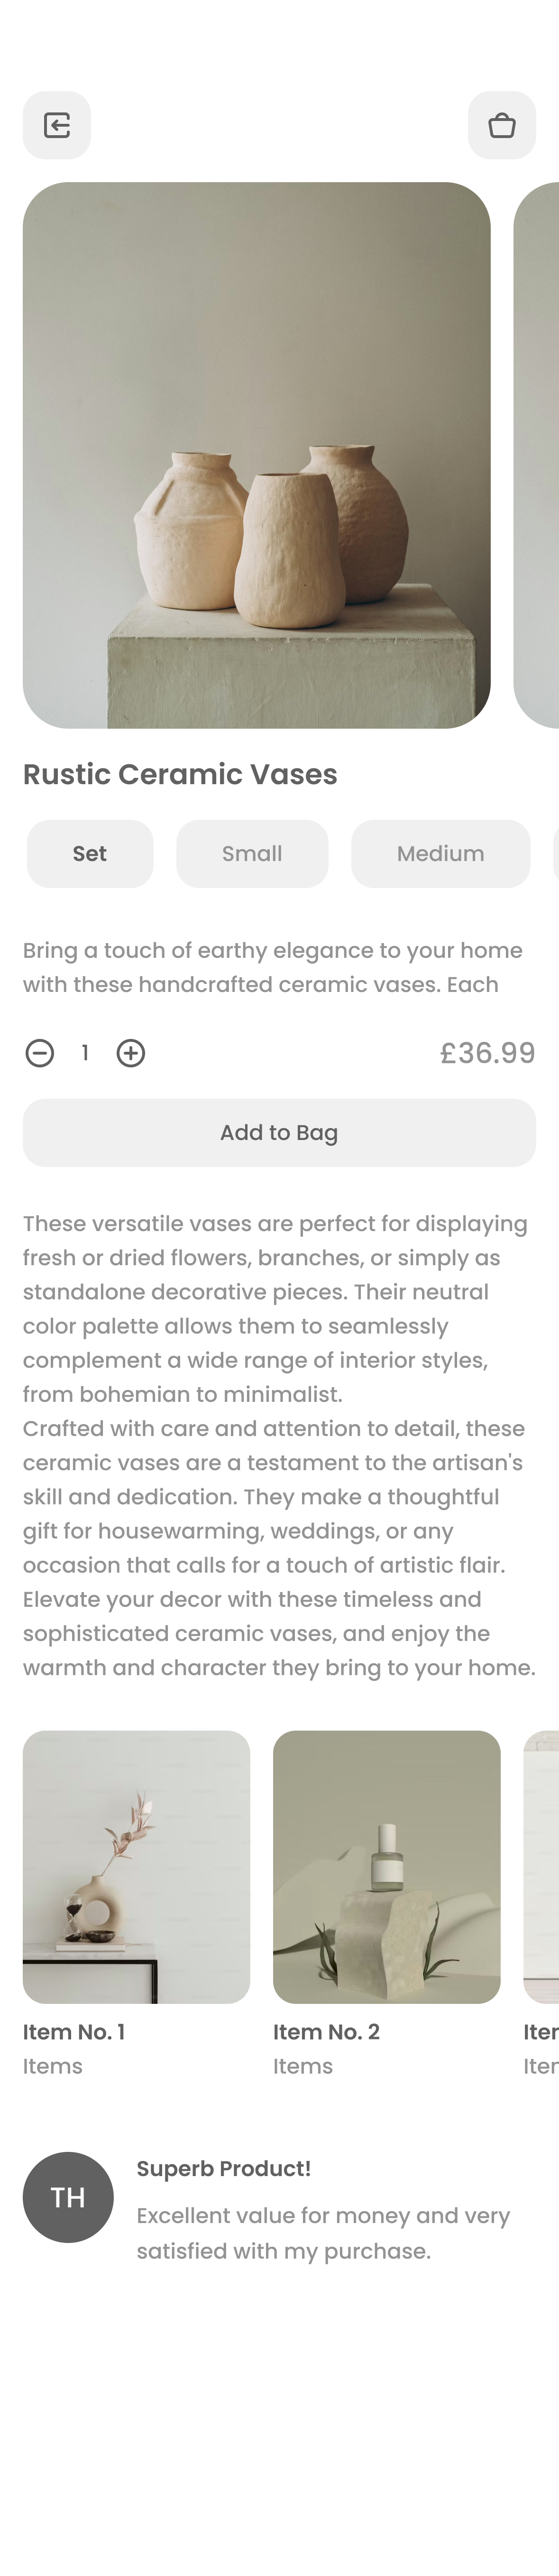 Rustic Ceramic Vases
Set
Small
Medium
Bring a touch of earthy elegance to your home
with these handcrafted ceramic vases. Each
1
£36.99
Add to Bag
These versatile vases are perfect for displaying
fresh or dried flowers, branches, or simply as
standalone decorative pieces. Their neutral
color palette allows them to seamlessly
complement a wide range of interior styles,
from bohemian to minimalist.
Crafted with care and attention to detail, these
ceramic vases are a testament to the artisan's
skill and dedication. They make a thoughtful
gift for housewarming, weddings, or any
occasion that calls for a touch of artistic flair.
Elevate your decor with these timeless and
sophisticated ceramic vases, and enjoy the
warmth and character they bring to your home.
Item No. 1
Items
Item No. 2
Items
TH
Superb Product!
Excellent value for money and very
satisfied with my purchase.